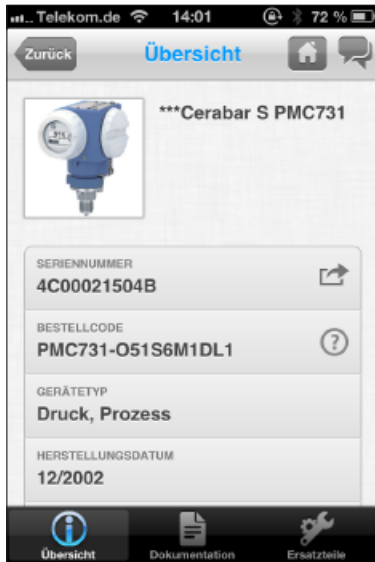 Telekom.de 14:01 72 %
Zurück Übersicht
***Cerabar S PMC731
SERIENNUMMER
4C00021504B
BESTELLCODE
PMC731-O51S6M1DL1
?
GERÄTETYP
Druck, Prozess
HERSTELLUNGSDATUM
12/2002
Übersicht Dokumentation Ersatzteile